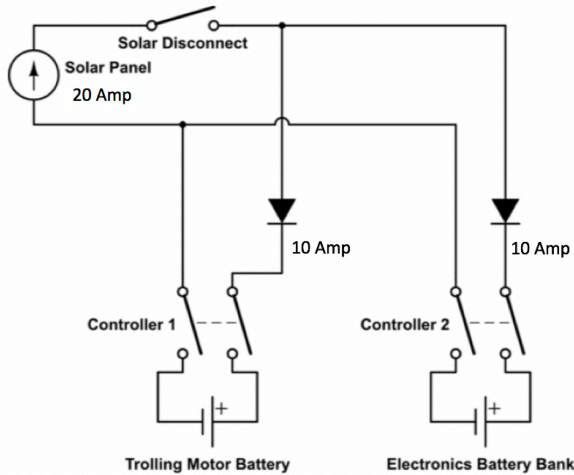 Solar Disconnect
Solar Panel
20 Amp
10 Amp
10 Amp
Controller 1
Controller 2
+
+
Trolling Motor Battery
Electronics Battery Bank